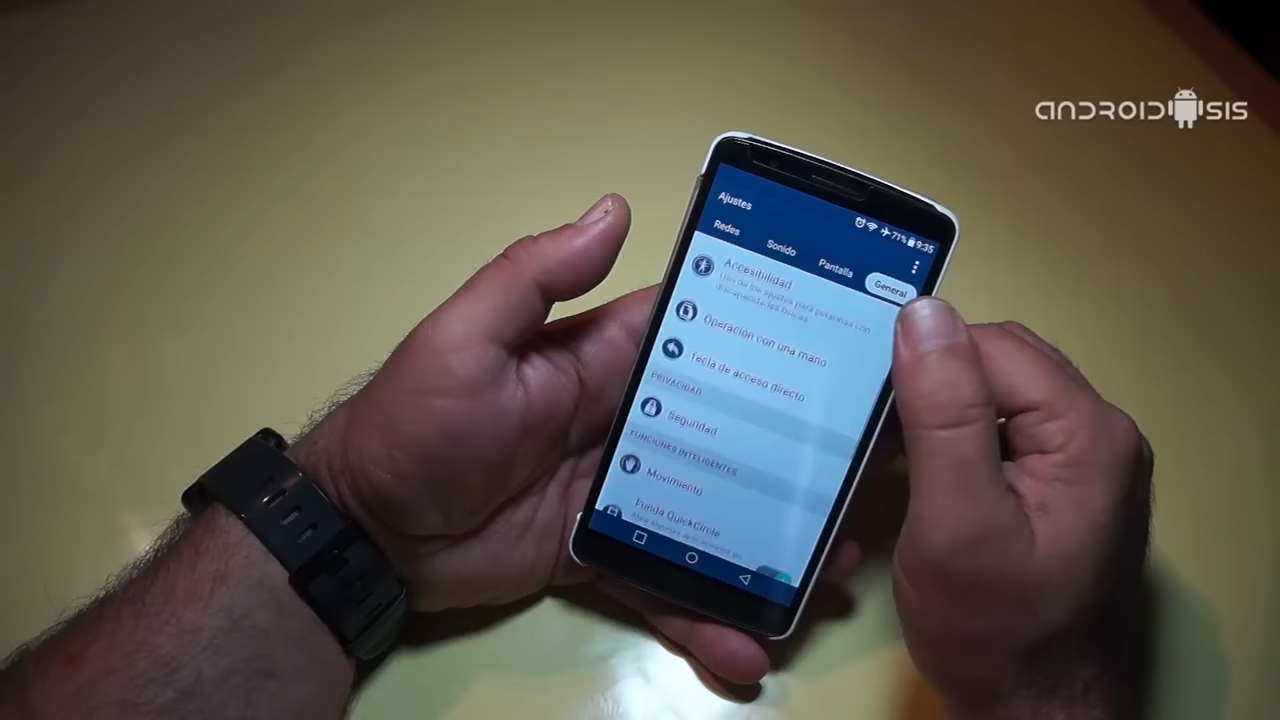 ANDROIDSIS
Ajustes
71% 9:35
Redes Sonido Pantalla General
Accesibilidad
Uso de los ajustes para personas con
discapacidades físicas
Operación con una mano
Tecla de acceso directo
PRIVACIDAD
Seguridad
FUNCIONES INTELIGENTES
Movimiento
Funda QuickCircle